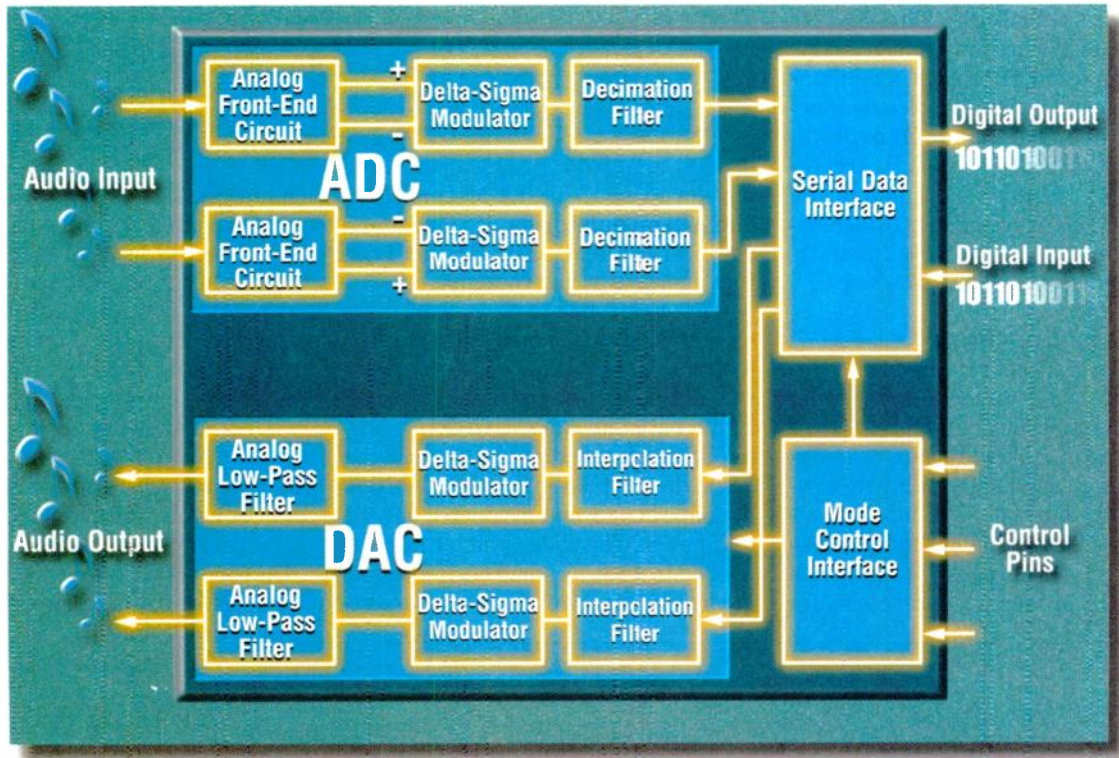 Analog
Front-End
Circuit
+
-
Delta-Sigma
Modulator
Decimation
Filter
Digital Output
101101001
Audio Input
ADC
Serial Data
Interface
Analog
Front-End
Circuit
-
+
Delta-Sigma
Modulator
Decimation
Filter
Digital Input
101101001
Analog
Low-Pass
Filter
Delta-Sigma
Modulator
Interpolation
Filter
Audio Output
DAC
Mode
Control
Interface
Control
Pins
Analog
Low-Pass
Filter
Delta-Sigma
Modulator
Interpolation
Filter